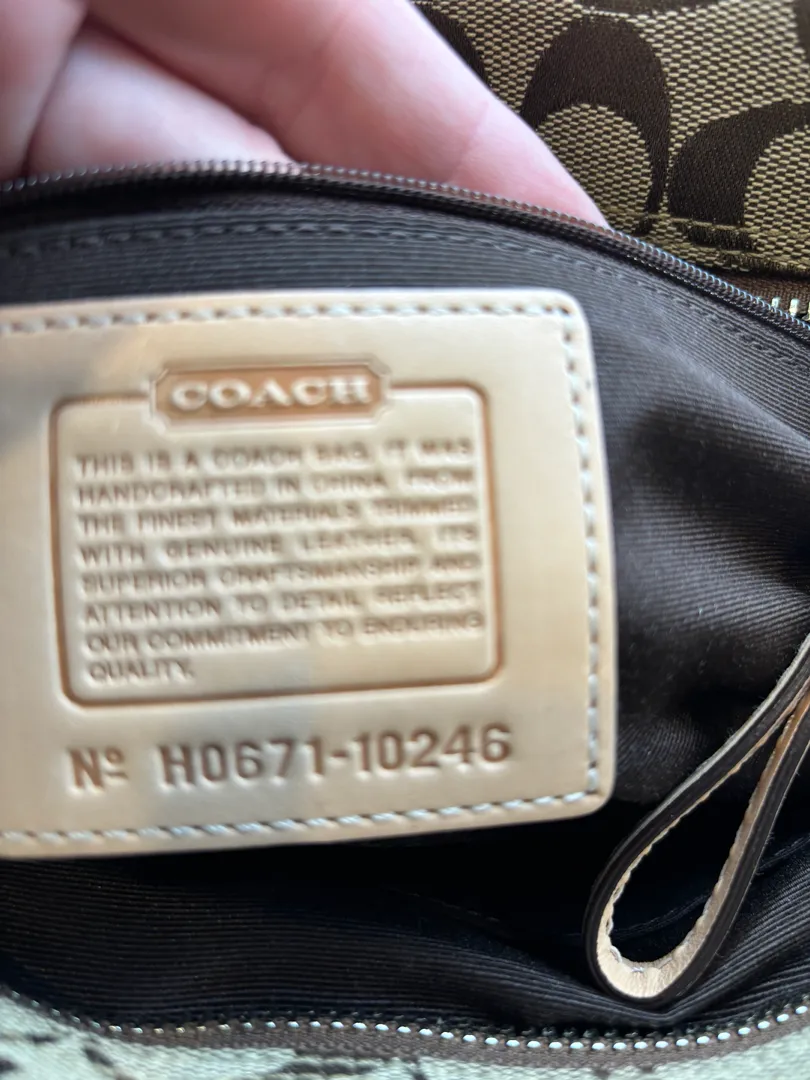 COACH
THIS IS A COACH BAG. IT WAS
HANDCRAFTED IN CHINA FROM
THE FINEST MATERIALS TRIMMED
WITH GENUINE LEATHER. ITS
SUPERIOR CRAFTSMANSHIP AND
ATTENTION TO DETAIL REFLECT
OUR COMMITMENT TO ENDURING
QUALITY.
Nº H0671-10246